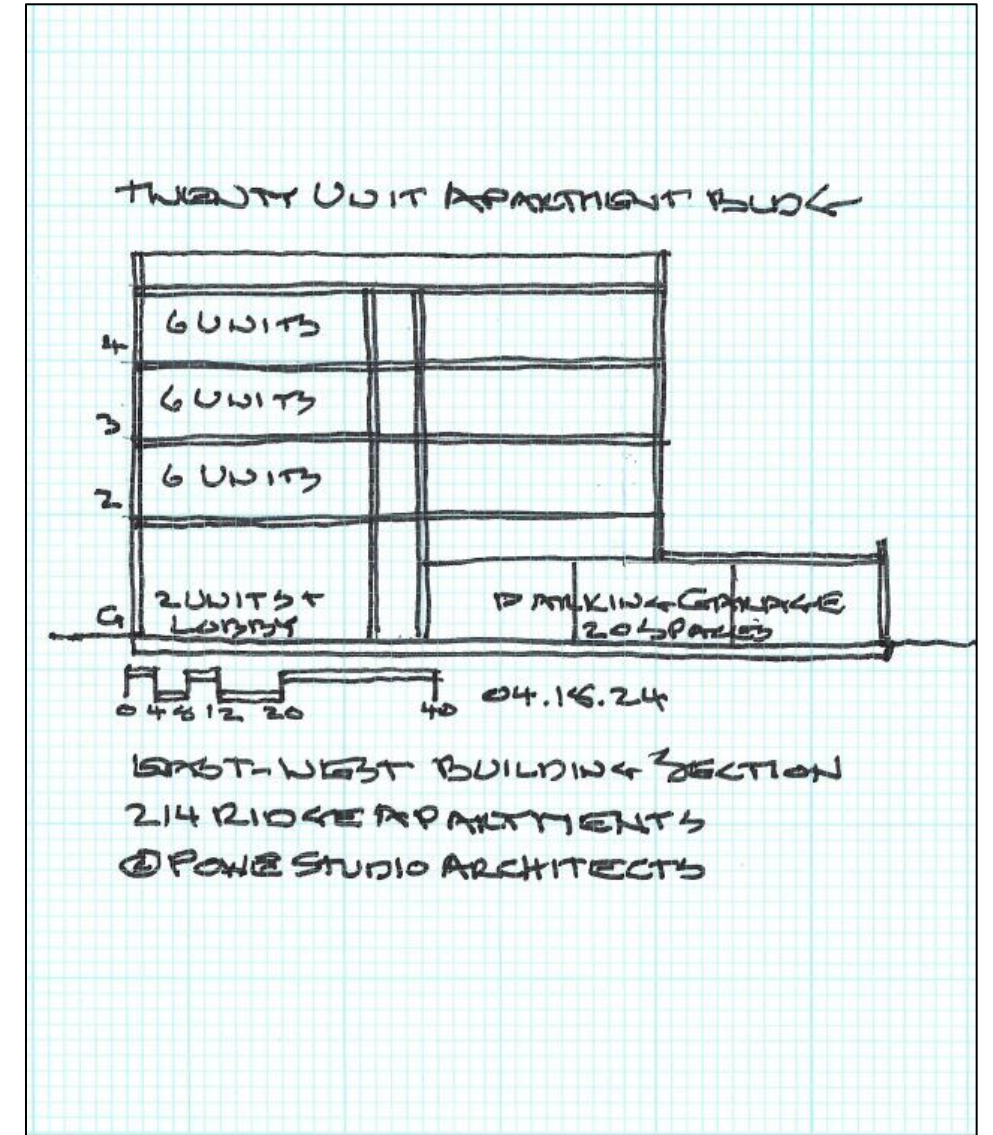 TWENTY UNIT APARTMENT BLDG
6 UNITS
4
6 UNITS
3
6 UNITS
2
2 UNITS +
LOBBY
G
PARKING GARAGE
20 SPACES
0 4 8 12 20 40
04.18.24
EAST-WEST BUILDING SECTION
214 RIDGE APARTMENTS
© POWE STUDIO ARCHITECTS